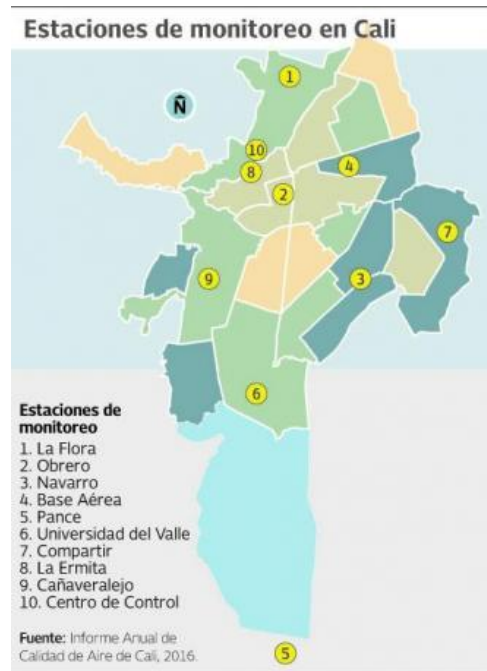 Estaciones de monitoreo en Cali
1
Ñ
10
8
4
2
7
9
3
6
Estaciones de
monitoreo
1. La Flora
2. Obrero
3. Navarro
4. Base Aérea
5. Pance
6. Universidad del Valle
7. Compartir
8. La Ermita
9. Cañaveralejo
10. Centro de Control
Fuente: Informe Anual de
Calidad de Aire de Cali, 2016.
5